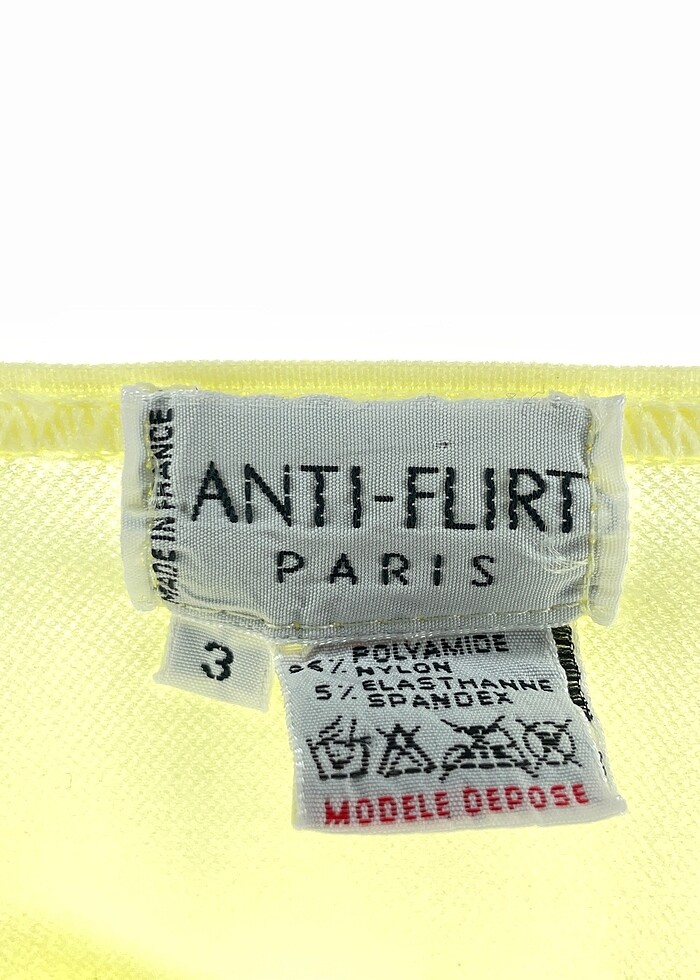 MADE IN FRANCE
ANTI-FLIRT
PARIS
3
POLYAMIDE
NYLON
5% ELASTHANNE
SPANDEX
MODELE DEPOSE